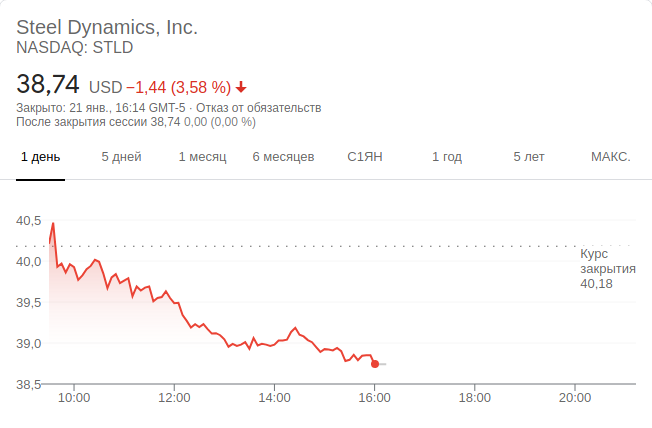 Steel Dynamics, Inc.
NASDAQ: STLD
38,74 USD −1,44 (3,58 %)
Закрыто: 21 янв., 16:14 GMT-5 · Отказ от обязательств
После закрытия сессии 38,74 0,00 (0,00 %)
1 день 5 дней 1 месяц 6 месяцев С1ЯН 1 год 5 лет МАКС.
40,5
40,0
39,5
39,0
38,5
Курс
закрытия
40,18
10:00 12:00 14:00 16:00 18:00 20:00